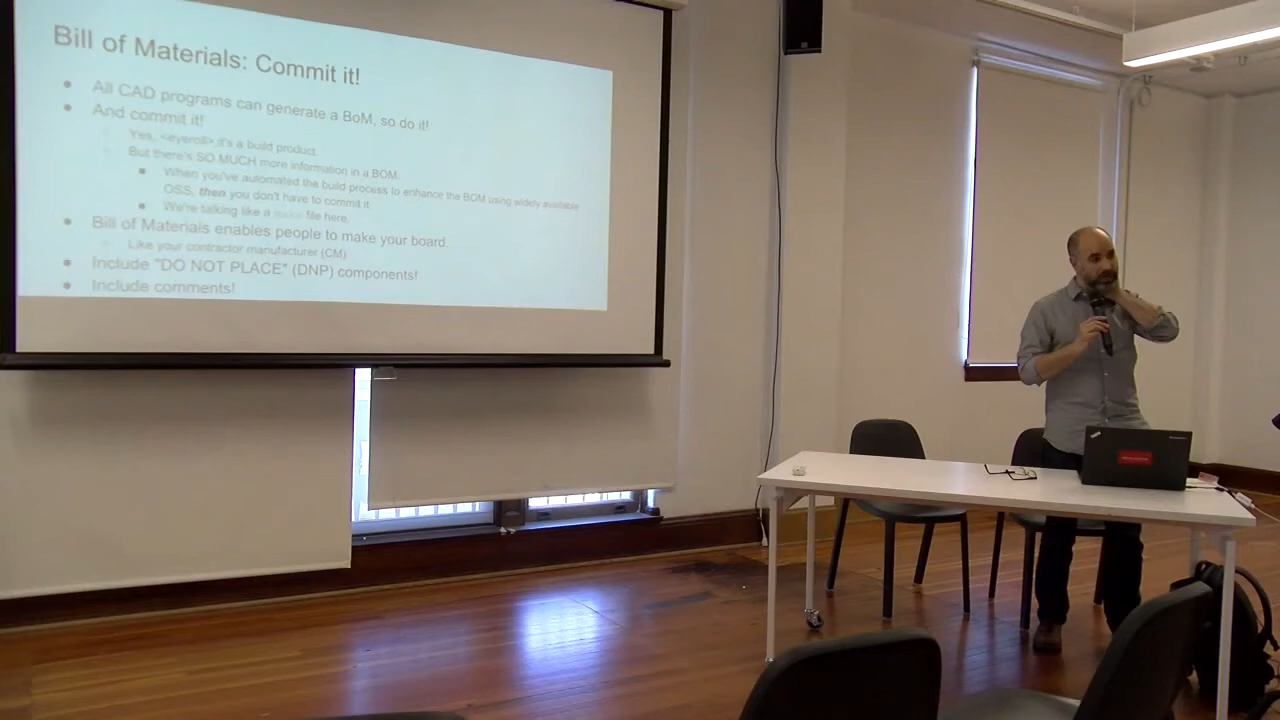 Bill of Materials: Commit it!
All CAD programs can generate a BoM, so do it!
And commit it!
Yes, <eyeroll> it's a build product.
But there's SO MUCH more information in a BOM.
When you've automated the build process to enhance the BOM using widely available
OSS, then you don't have to commit it.
We're talking like a make file here.
Bill of Materials enables people to make your board.
Like your contractor manufacturer (CM)
Include "DO NOT PLACE" (DNP) components!
Include comments!